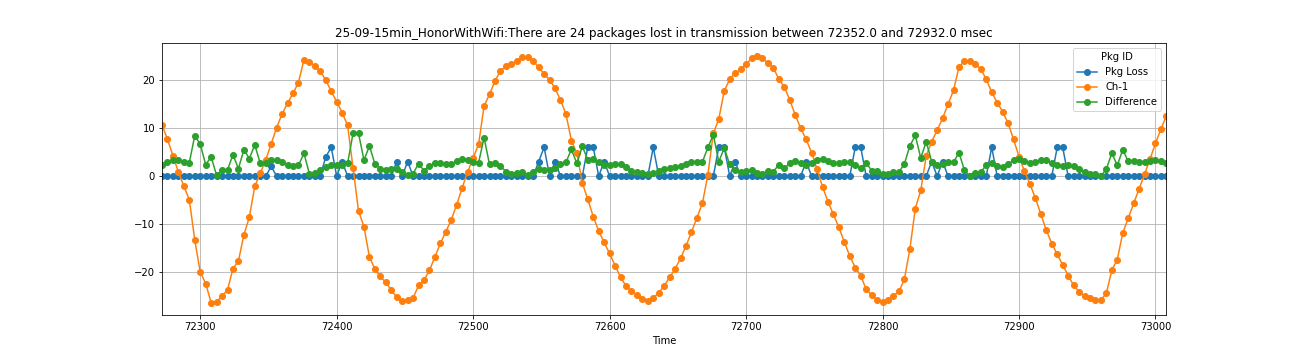 25-09-15min_HonorWithWifi:There are 24 packages lost in transmission between 72352.0 and 72932.0 msec
Pkg ID
Pkg Loss
Ch-1
Difference
20
10
0
−10
−20
72300 72400 72500 72600 72700 72800 72900 73000
Time